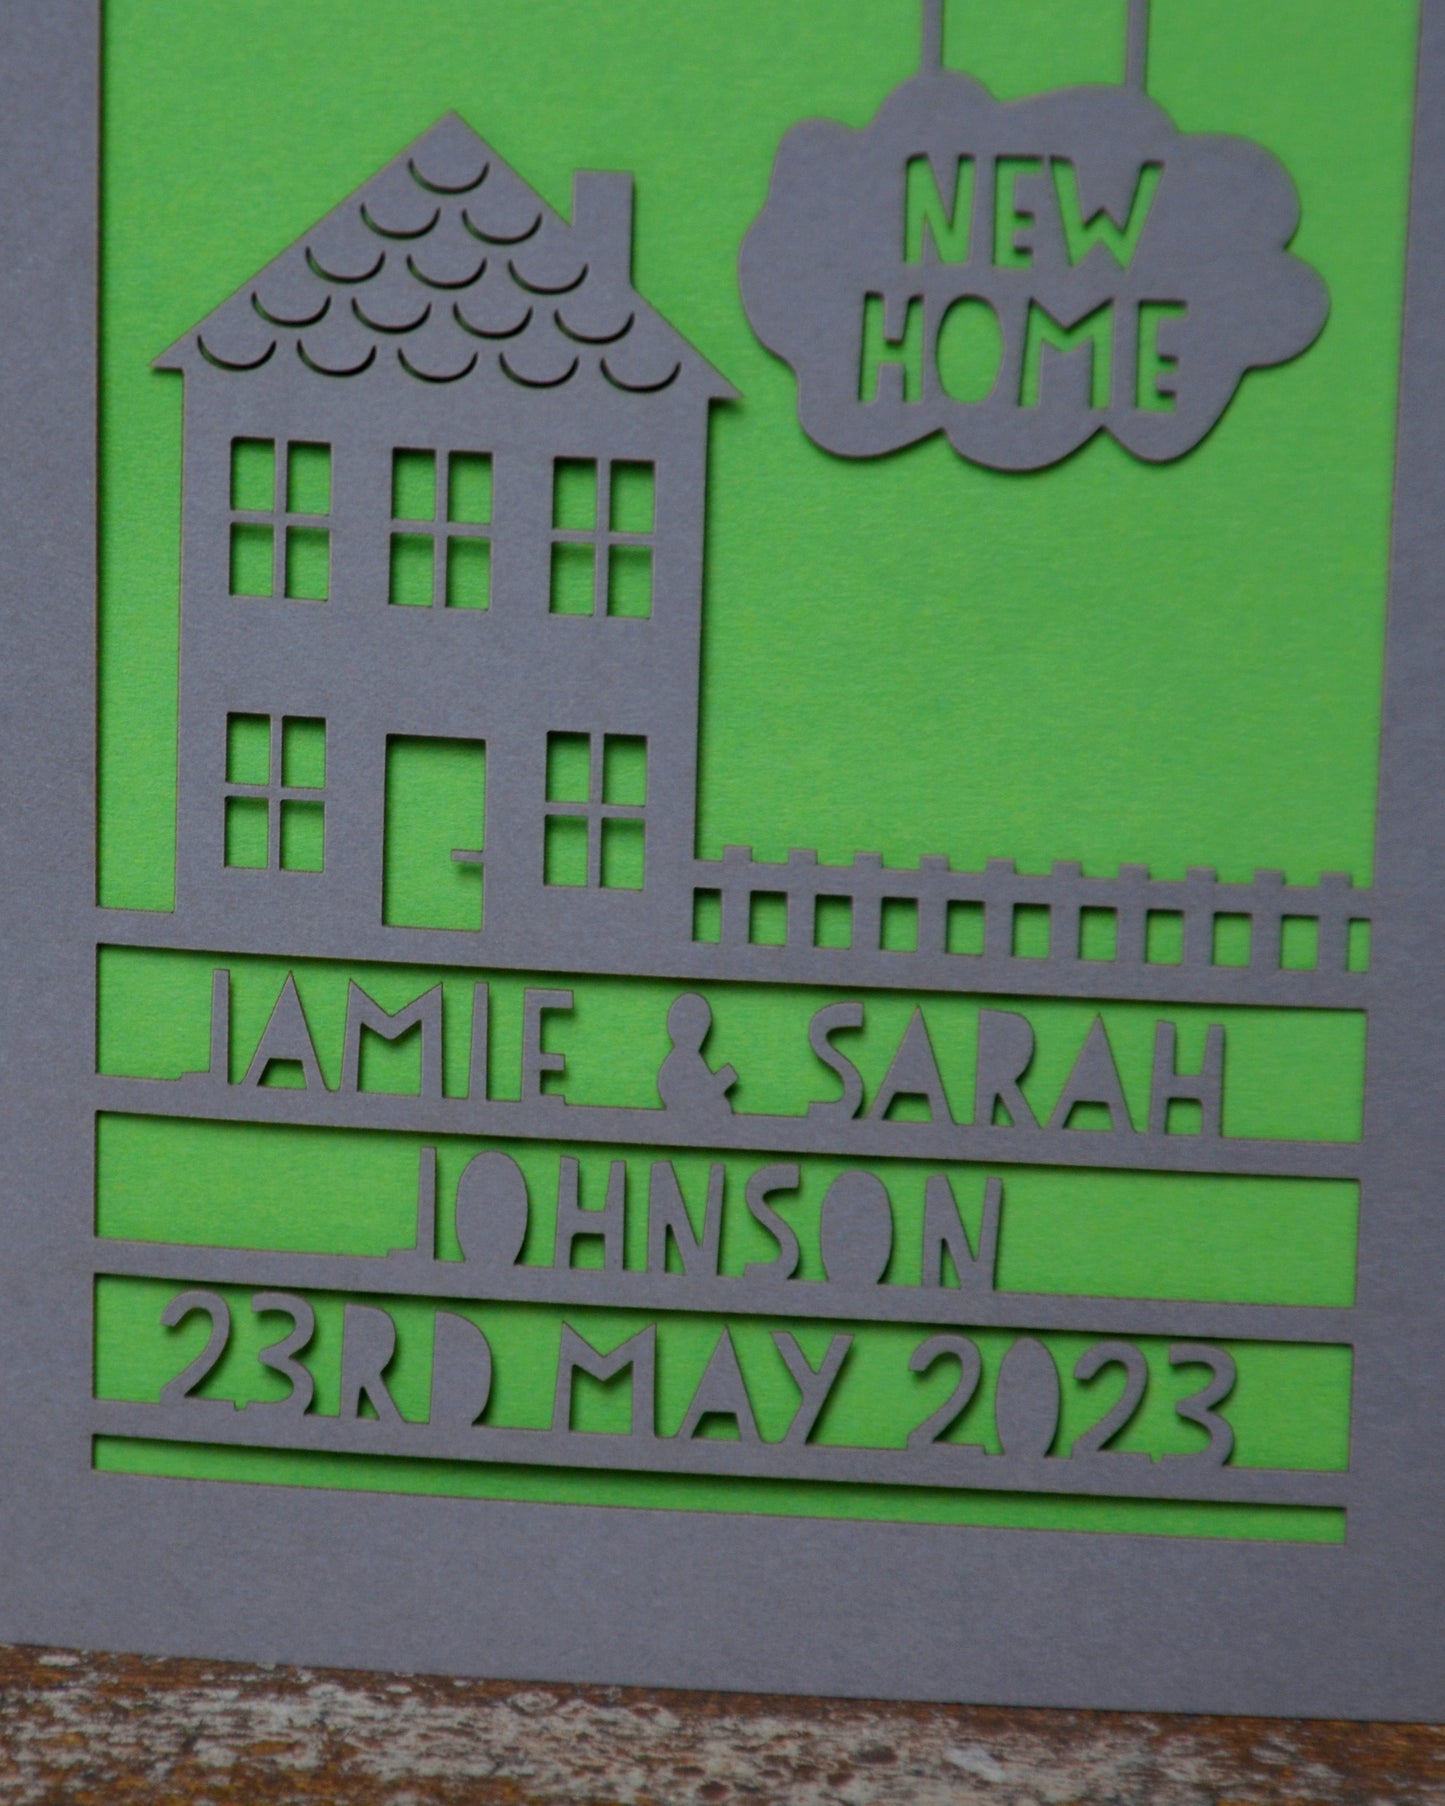 NEW
HOME
JAMIE & SARAH
JOHNSON
23RD MAY 2023